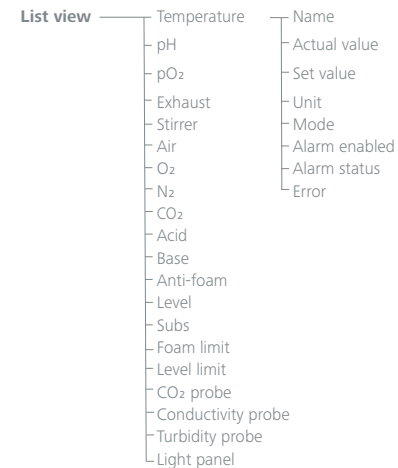 List view Temperature Name
pH Actual value
pO₂ Set value
Exhaust Unit
Stirrer Mode
Air Alarm enabled
O₂ Alarm status
N₂ Error
CO₂
Acid
Base
Anti-foam
Level
Subs
Foam limit
Level limit
CO₂ probe
Conductivity probe
Turbidity probe
Light panel